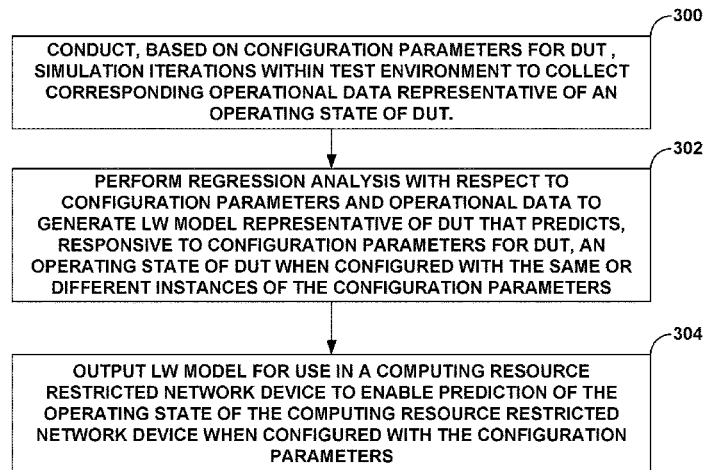 300
CONDUCT, BASED ON CONFIGURATION PARAMETERS FOR DUT ,
SIMULATION ITERATIONS WITHIN TEST ENVIRONMENT TO COLLECT
CORRESPONDING OPERATIONAL DATA REPRESENTATIVE OF AN
OPERATING STATE OF DUT.
302
PERFORM REGRESSION ANALYSIS WITH RESPECT TO
CONFIGURATION PARAMETERS AND OPERATIONAL DATA TO
GENERATE LW MODEL REPRESENTATIVE OF DUT THAT PREDICTS,
RESPONSIVE TO CONFIGURATION PARAMETERS FOR DUT, AN
OPERATING STATE OF DUT WHEN CONFIGURED WITH THE SAME OR
DIFFERENT INSTANCES OF THE CONFIGURATION PARAMETERS
304
OUTPUT LW MODEL FOR USE IN A COMPUTING RESOURCE
RESTRICTED NETWORK DEVICE TO ENABLE PREDICTION OF THE
OPERATING STATE OF THE COMPUTING RESOURCE RESTRICTED
NETWORK DEVICE WHEN CONFIGURED WITH THE CONFIGURATION
PARAMETERS